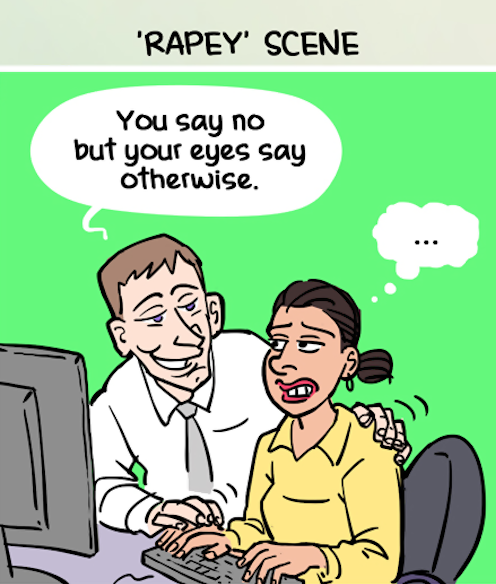 'RAPEY' SCENE
You say no
but your eyes say
otherwise.
...